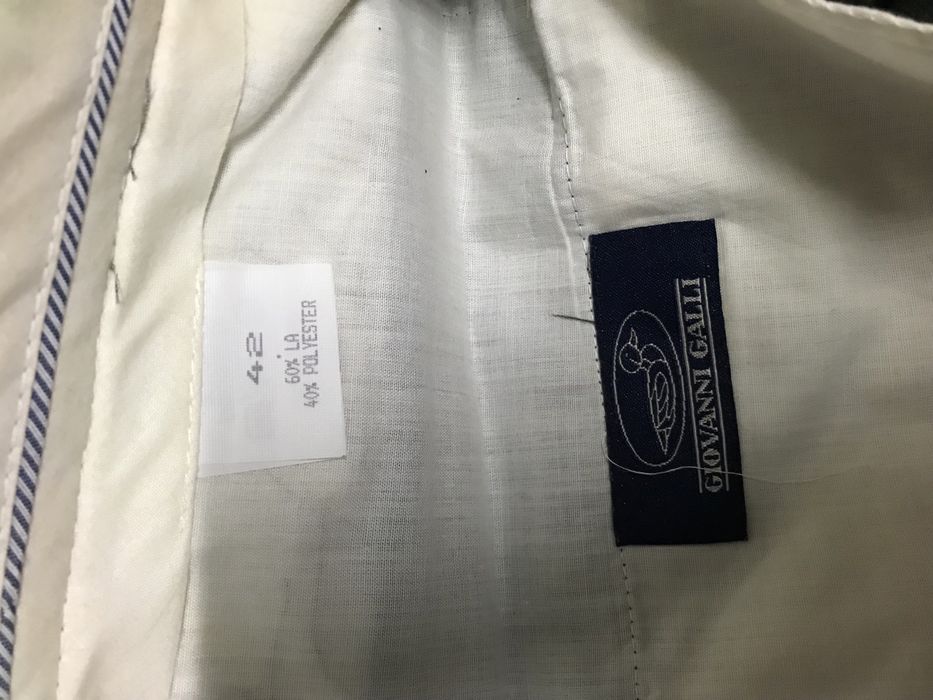 42
60% LA
40% POLYESTER
GIOVANNI GALLI